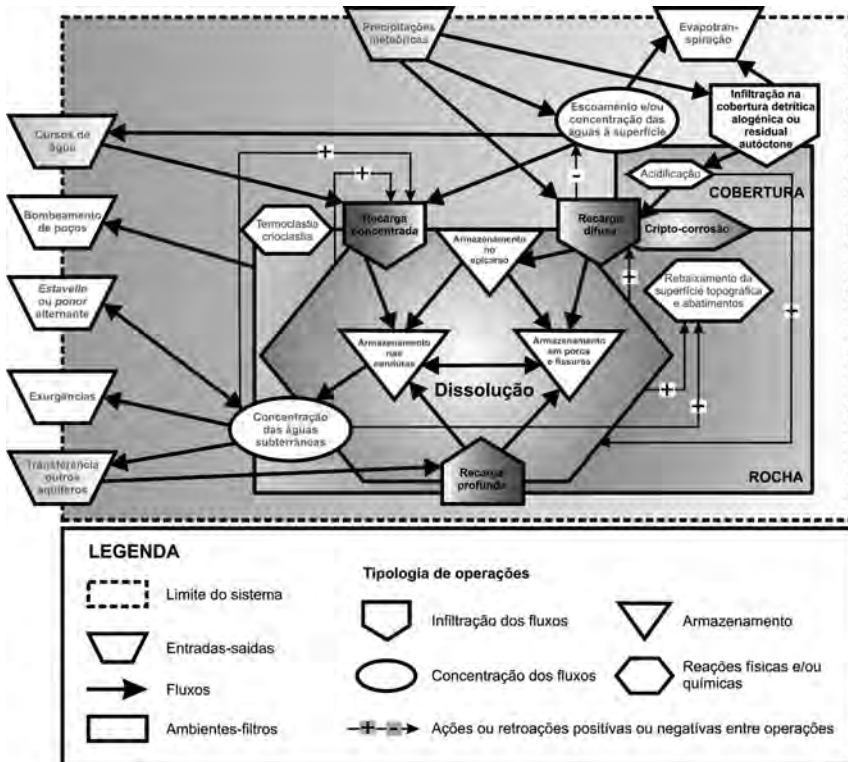 Precipitações
meteóricas
Evapotran-
spiração
Infiltração na
cobertura detrítica
alogénica ou
residual
autóctone
Escoamento e/ou
concentração das
águas à superfície
Cursos de
água
+
+
-
Acidificação
COBERTURA
Bombeamento
de poços
Termoclastia
crioclastia
Recarga
concentrada
Armazenamento
no
epicarso
Recarga
difusa
Cripto-corrosão
+
Estavelle
ou ponor
alternante
Rebaixamento da
superfície topográfica
e abatimentos
+
Armazenamento
nas
condutas
Armazenamento
em poros
e fissuras
Dissolução
+
+
Exurgências
Concentração
das águas
subterrâneas
Transferência
outros
aqüíferos
Recarga
profunda
ROCHA
LEGENDA
Limite do sistema
Entradas-saidas
Fluxos
Ambientes-filtros
Tipologia de operações
Infiltração dos fluxos
Armazenamento
Concentração dos fluxos
Reações físicas e/ou
químicas
+ - Ações ou retroações positivas ou negativas entre operações